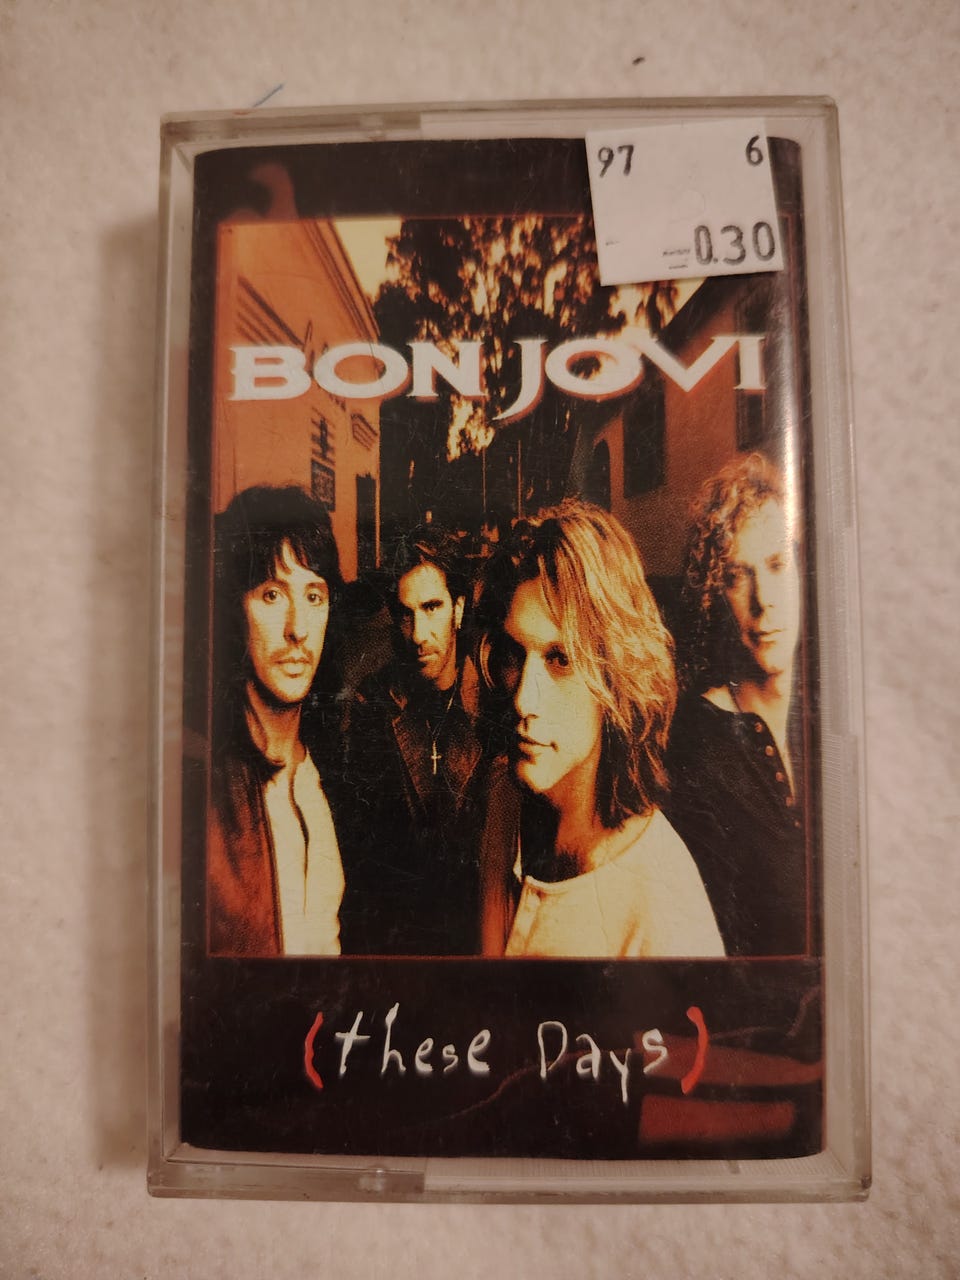 97 6
0.30
BON JOVI
(these Days)